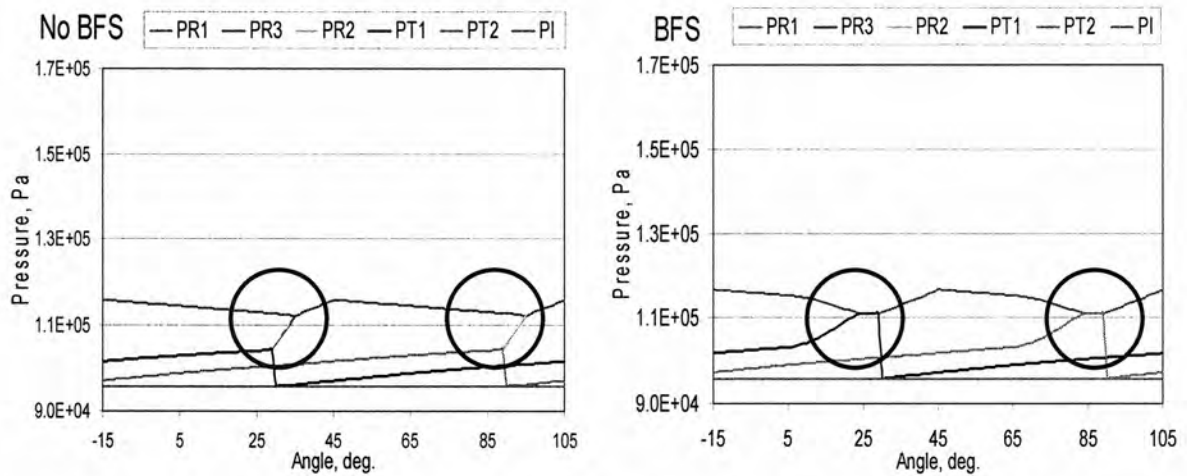 No BFS
PR1 PR3 PR2 PT1 PT2 PI
1.7E+05
1.5E+05
1.3E+05
1.1E+05
9.0E+04
Pressure, Pa
-15 5 25 45 65 85 105
Angle, deg.
BFS
PR1 PR3 PR2 PT1 PT2 PI
1.7E+05
1.5E+05
1.3E+05
1.1E+05
9.0E+04
Pressure, Pa
-15 5 25 45 65 85 105
Angle, deg.